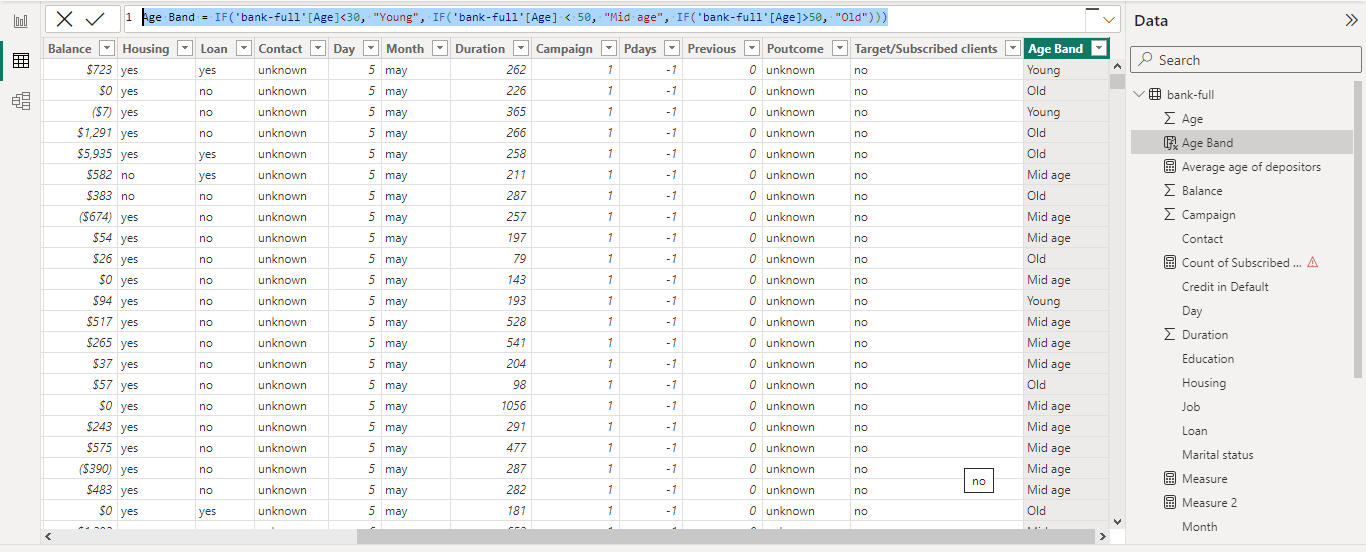 1 Age Band = IF('bank-full'[Age]<30, "Young", IF('bank-full'[Age] < 50, "Mid age", IF('bank-full'[Age]>50, "Old")))
Data
Balance Housing Loan Contact Day Month Duration Campaign Pdays Previous Poutcome Target/Subscribed clients Age Band
$723 yes yes unknown 5 may 262 1 -1 0 unknown no Young
$0 yes no unknown 5 may 226 1 -1 0 unknown no Old
($7) yes no unknown 5 may 365 1 -1 0 unknown no Young
$1,291 yes no unknown 5 may 266 1 -1 0 unknown no Old
$5,935 yes yes unknown 5 may 258 1 -1 0 unknown no Old
$582 no yes unknown 5 may 211 1 -1 0 unknown no Mid age
$383 no no unknown 5 may 287 1 -1 0 unknown no Old
($674) yes no unknown 5 may 257 1 -1 0 unknown no Mid age
$54 yes no unknown 5 may 197 1 -1 0 unknown no Mid age
$26 yes no unknown 5 may 79 1 -1 0 unknown no Old
$0 yes no unknown 5 may 143 1 -1 0 unknown no Mid age
$94 yes no unknown 5 may 193 1 -1 0 unknown no Young
$517 yes no unknown 5 may 528 1 -1 0 unknown no Mid age
$265 yes no unknown 5 may 541 1 -1 0 unknown no Mid age
$37 yes no unknown 5 may 204 1 -1 0 unknown no Mid age
$57 yes no unknown 5 may 98 1 -1 0 unknown no Old
$0 yes no unknown 5 may 1056 1 -1 0 unknown no Mid age
$243 yes no unknown 5 may 291 1 -1 0 unknown no Mid age
$575 yes no unknown 5 may 477 1 -1 0 unknown no Mid age
($390) yes no unknown 5 may 287 1 -1 0 unknown no Mid age
$483 yes no unknown 5 may 282 1 -1 0 unknown no Mid age
$0 yes yes unknown 5 may 181 1 -1 0 unknown no Old
no
Search
bank-full
Age
Age Band
Average age of depositors
Balance
Campaign
Contact
Count of Subscribed ...
Credit in Default
Day
Duration
Education
Housing
Job
Loan
Marital status
Measure
Measure 2
Month